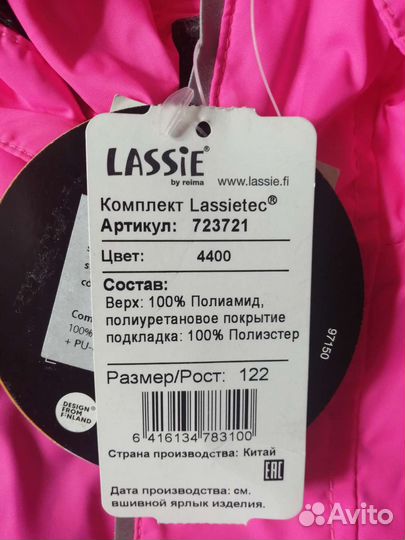 LASSiE®
by reima
www.lassie.fi
Комплект Lassietec®
Артикул: 723721
Цвет: 4400
Состав:
Верх: 100% Полиамид,
полиуретановое покрытие
подкладка: 100% Полиэстер
Размер/Рост: 122
6 416134 783100
Страна производства: Китай
EAC
Дата производства: см.
вшивной ярлык изделия.
100%
+ PU-
DESIGN
FROM
FINLAND
97150
Avito